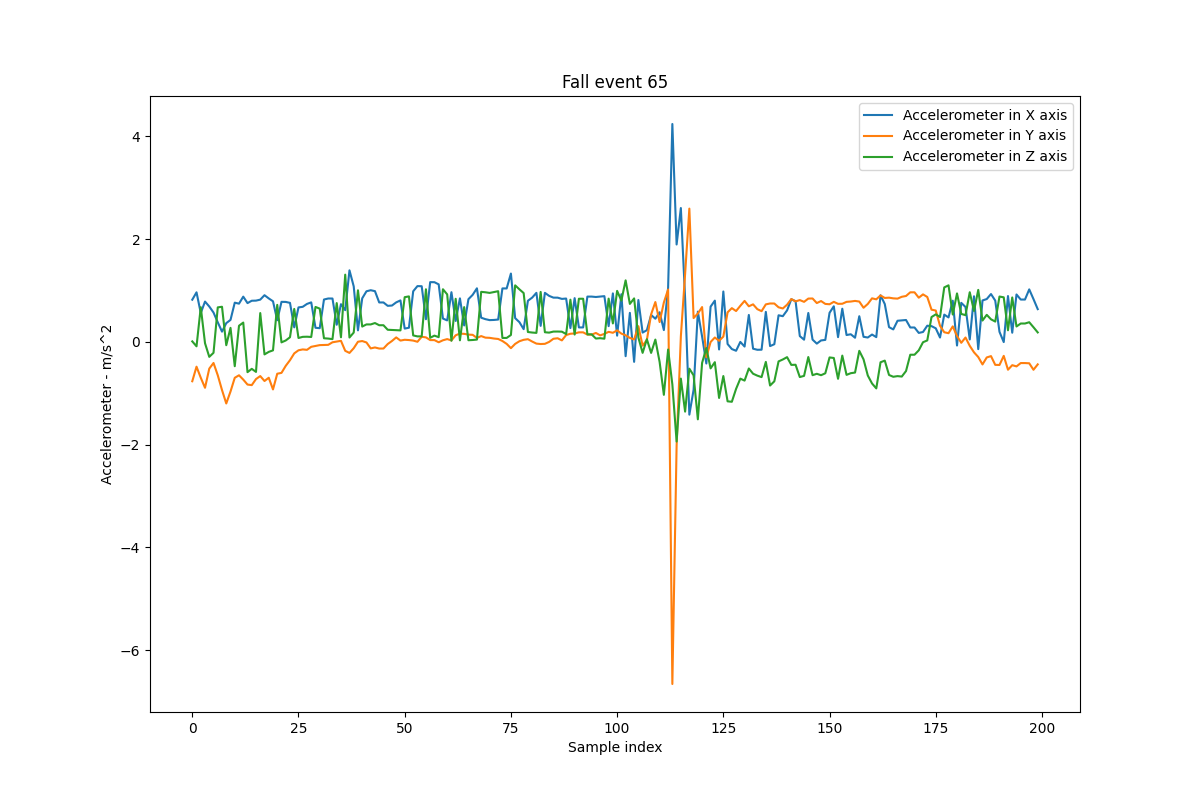 Fall event 65
Accelerometer in X axis
Accelerometer in Y axis
Accelerometer in Z axis
4
2
0
−2
−4
−6
Accelerometer - m/s^2
0 25 50 75 100 125 150 175 200
Sample index